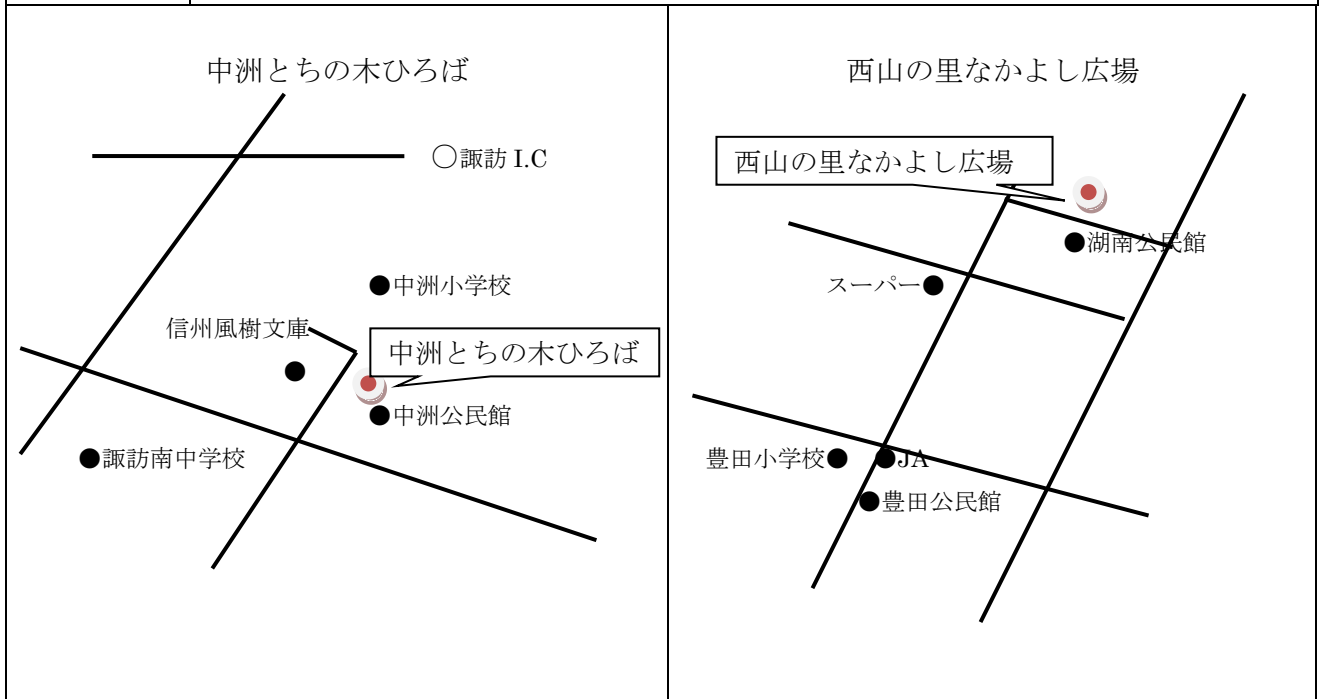 中洲とちの木ひろば
○諏訪 I.C
●中洲小学校
信州風樹文庫
中洲とちの木ひろば
●中洲公民館
●諏訪南中学校
西山の里なかよし広場
西山の里なかよし広場
●湖南公民館
スーパー●
豊田小学校● ●JA
●豊田公民館